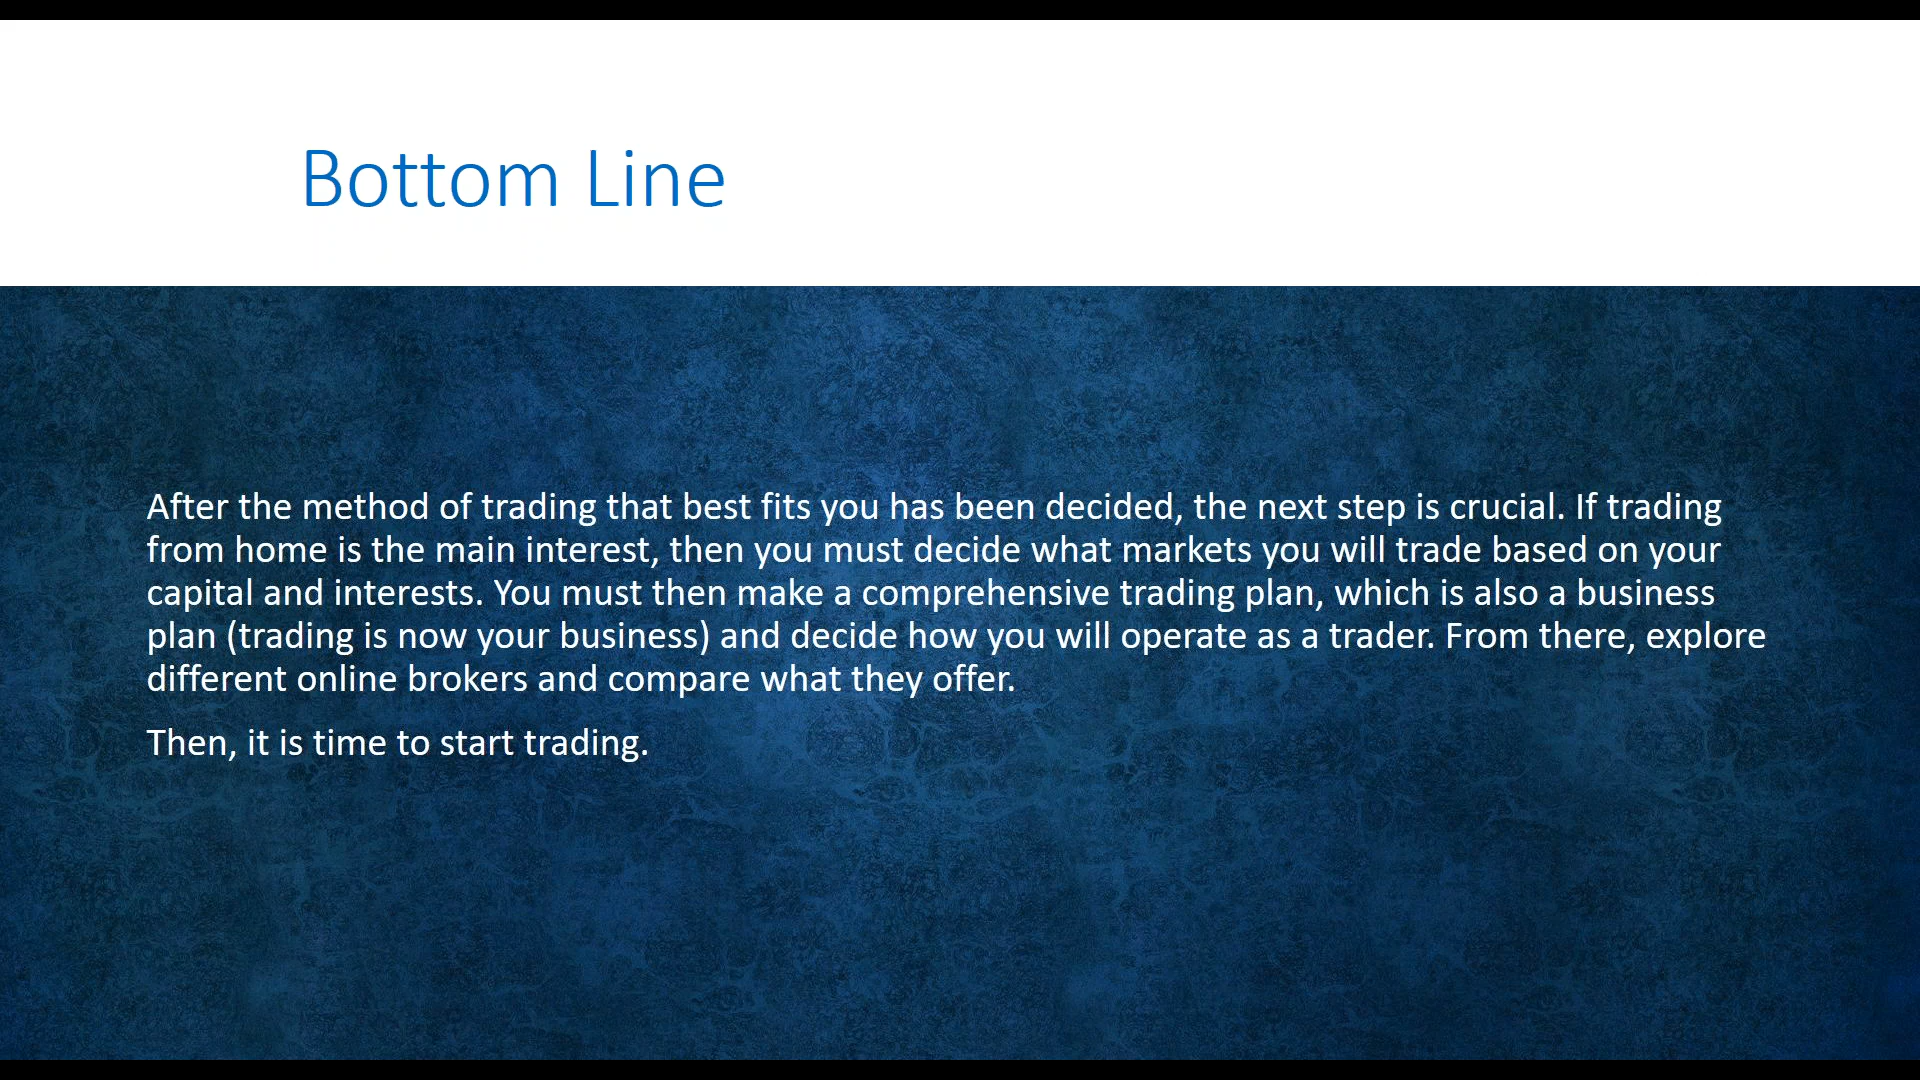 Bottom Line
After the method of trading that best fits you has been decided, the next step is crucial. If trading
from home is the main interest, then you must decide what markets you will trade based on your
capital and interests. You must then make a comprehensive trading plan, which is also a business
plan (trading is now your business) and decide how you will operate as a trader. From there, explore
different online brokers and compare what they offer.
Then, it is time to start trading.